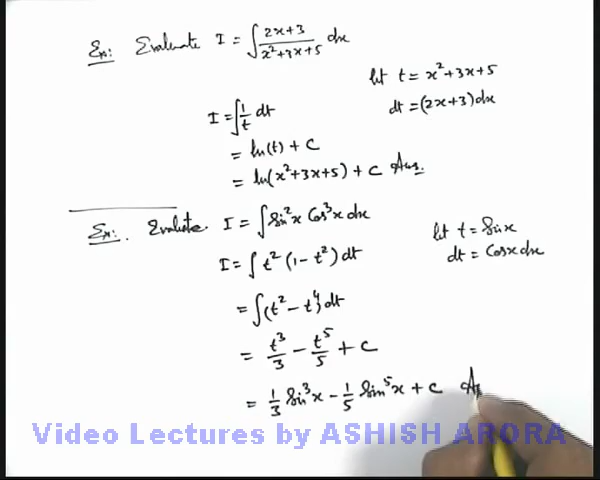 Ex: Evaluate I = ∫ (2x+3)/(x²+3x+5) dx
let t = x²+3x+5
dt = (2x+3)dx
I = ∫ 1/t dt
= ln(t) + C
= ln(x²+3x+5) + C Ans.
Ex:. Evaluate. I = ∫ Sin²x Cos³x dx
let t = Sinx
dt = Cosx dx
I = ∫ t² (1 - t²) dt
= ∫ (t² - t⁴) dt
= t³/3 - t⁵/5 + C
= 1/3 Sin³x - 1/5 Sin⁵x + C An
Video Lectures by ASHISH ARORA